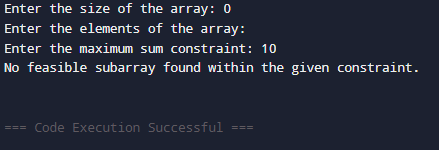 Enter the size of the array: 0
Enter the elements of the array:
Enter the maximum sum constraint: 10
No feasible subarray found within the given constraint.
=== Code Execution Successful ===